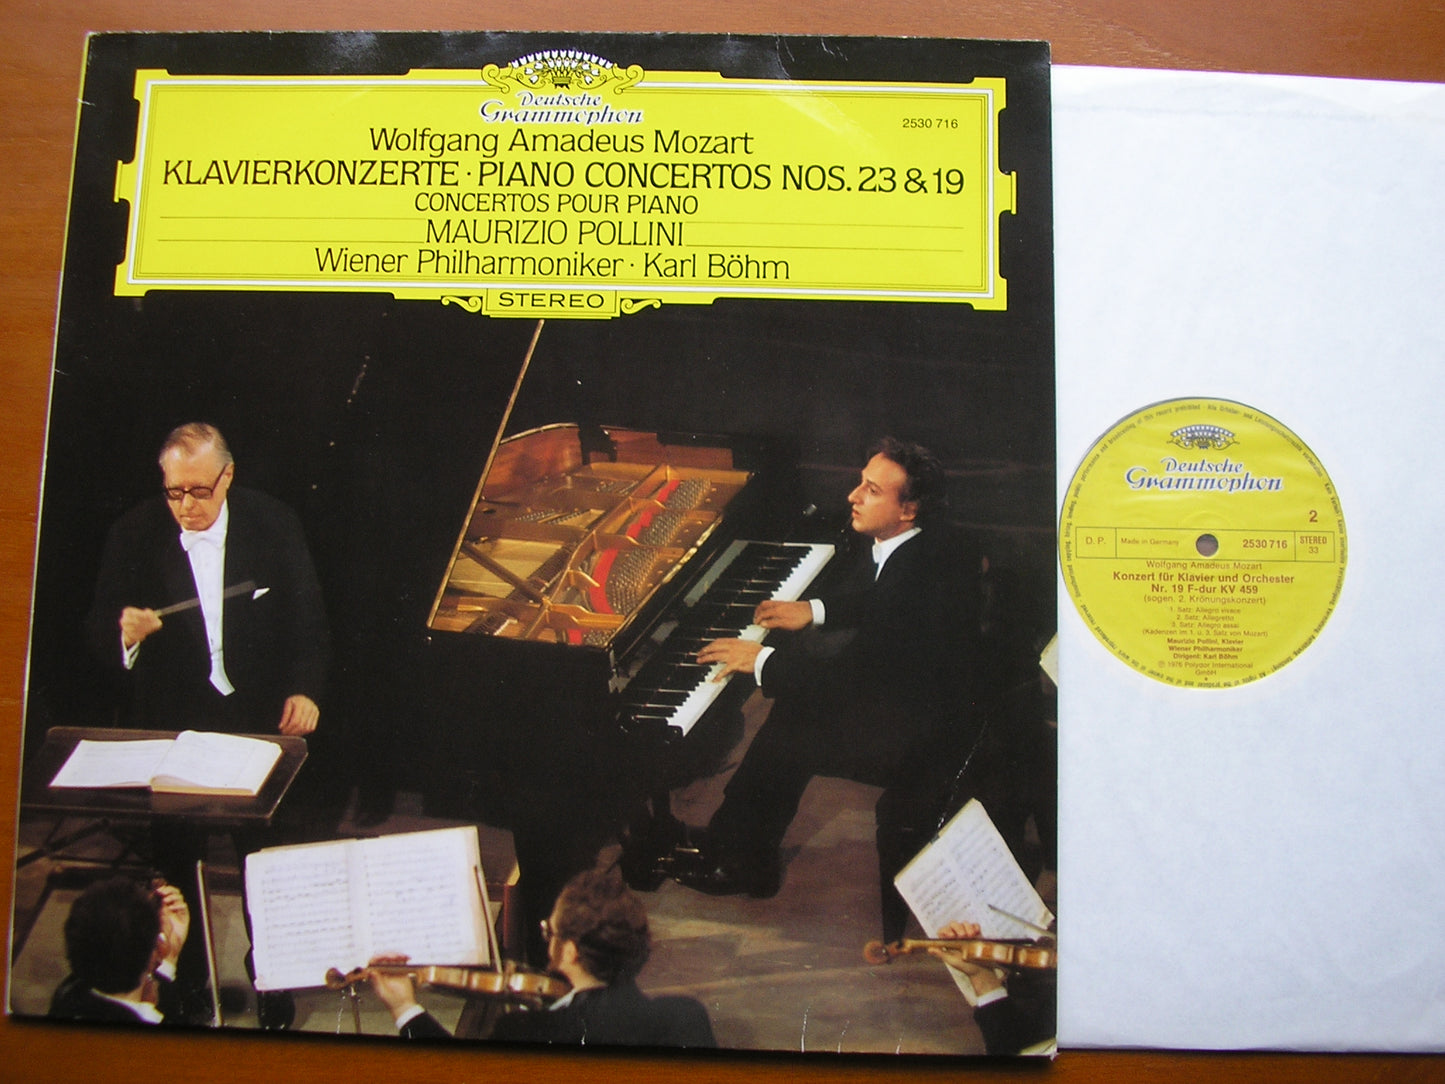 Deutsche
Grammophon
2530 716
Wolfgang Amadeus Mozart
KLAVIERKONZERTE · PIANO CONCERTOS NOS. 23 & 19
CONCERTOS POUR PIANO
MAURIZIO POLLINI
Wiener Philharmoniker · Karl Böhm
STEREO
Deutsche
Grammophon
2
D. P.
Made in Germany
2530 716
STEREO
33
Wolfgang Amadeus Mozart
Konzert für Klavier und Orchester
Nr. 19 F-dur KV 459
(sogen. 2. Krönungskonzert)
1. Satz: Allegro vivace
2. Satz: Allegretto
3. Satz: Allegro assai
(Kadenzen im 1. u. 3. Satz von Mozart)
Maurizio Pollini, Klavier
Wiener Philharmoniker
Dirigent: Karl Böhm
℗ 1976 Polydor International
GmbH